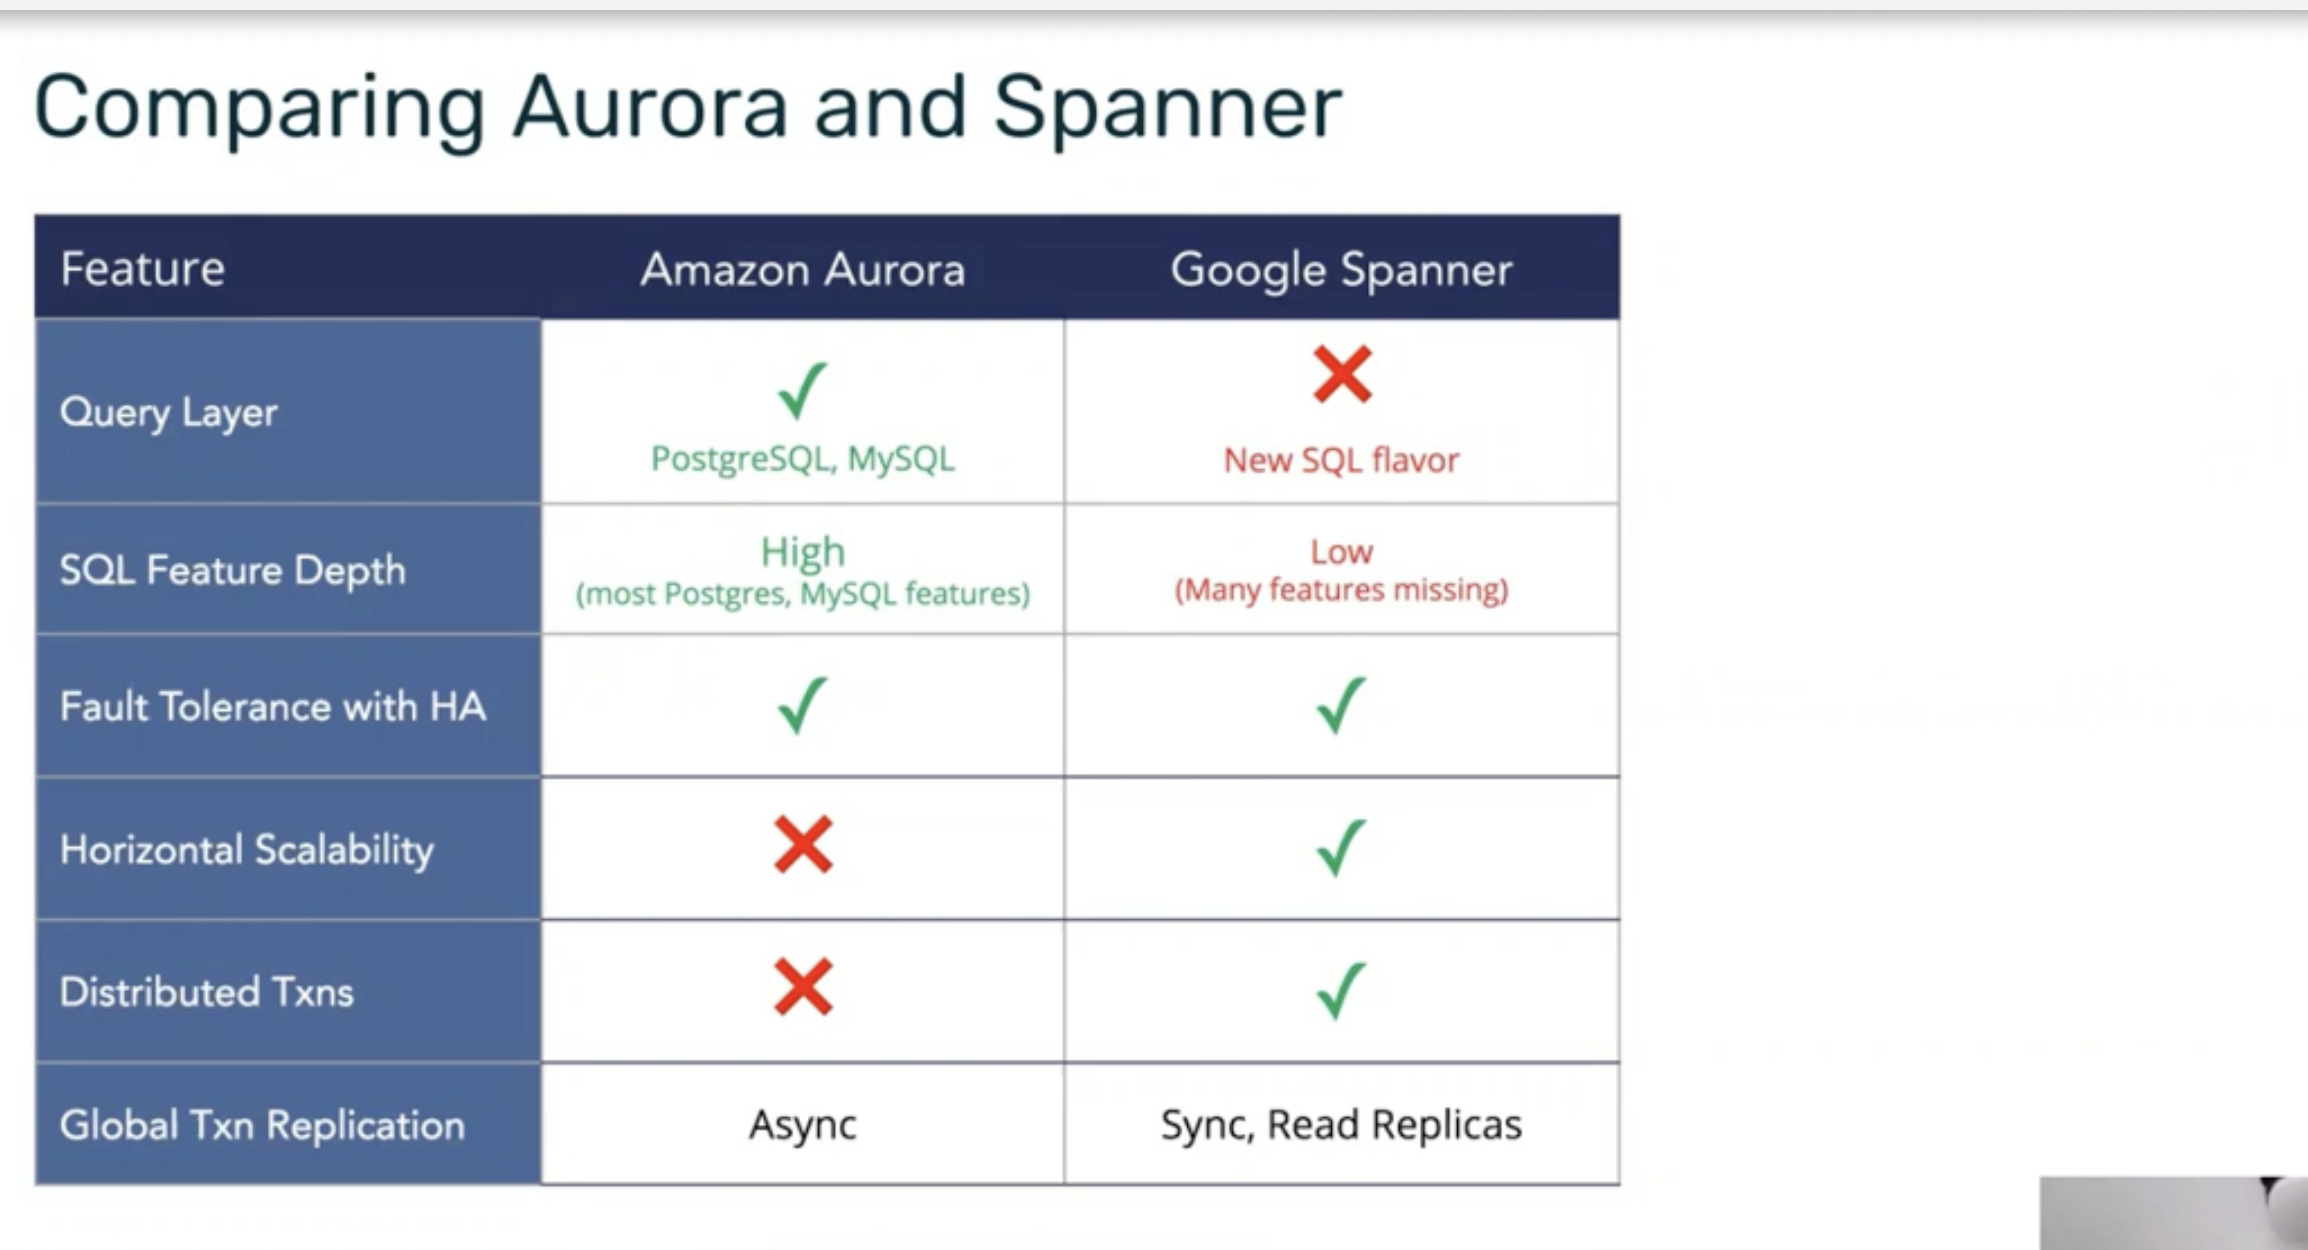 Comparing Aurora and Spanner
Feature
Amazon Aurora
Google Spanner
Query Layer
PostgreSQL, MySQL
New SQL flavor
SQL Feature Depth
High
(most Postgres, MySQL features)
Low
(Many features missing)
Fault Tolerance with HA
Horizontal Scalability
Distributed Txns
Global Txn Replication
Async
Sync, Read Replicas